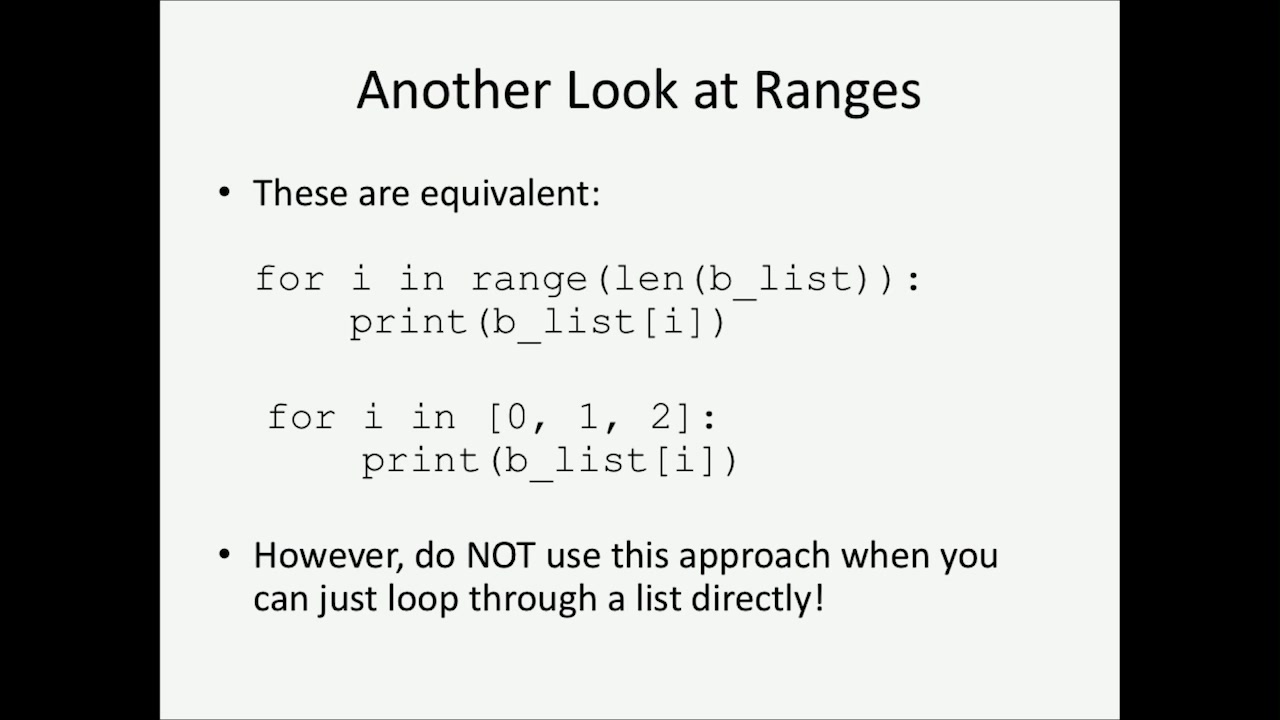 Another Look at Ranges
• These are equivalent:
for i in range(len(b_list)):
    print(b_list[i])
for i in [0, 1, 2]:
    print(b_list[i])
• However, do NOT use this approach when you
can just loop through a list directly!